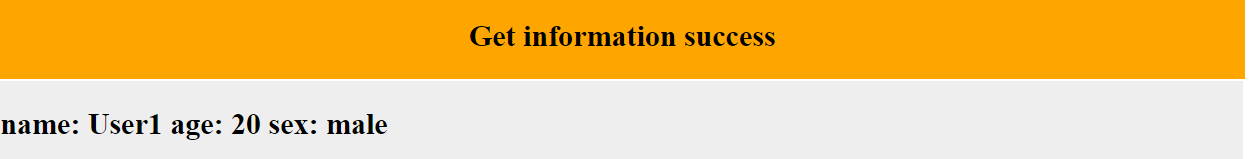 Get information success
name: User1 age: 20 sex: male